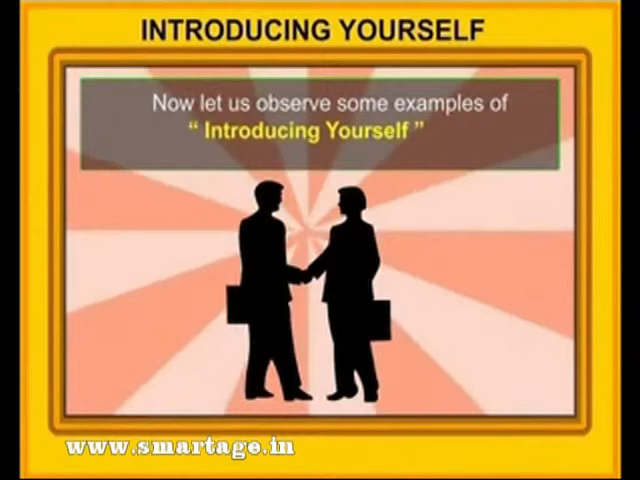 INTRODUCING YOURSELF
Now let us observe some examples of
“ Introducing Yourself ”
www.smartage.in